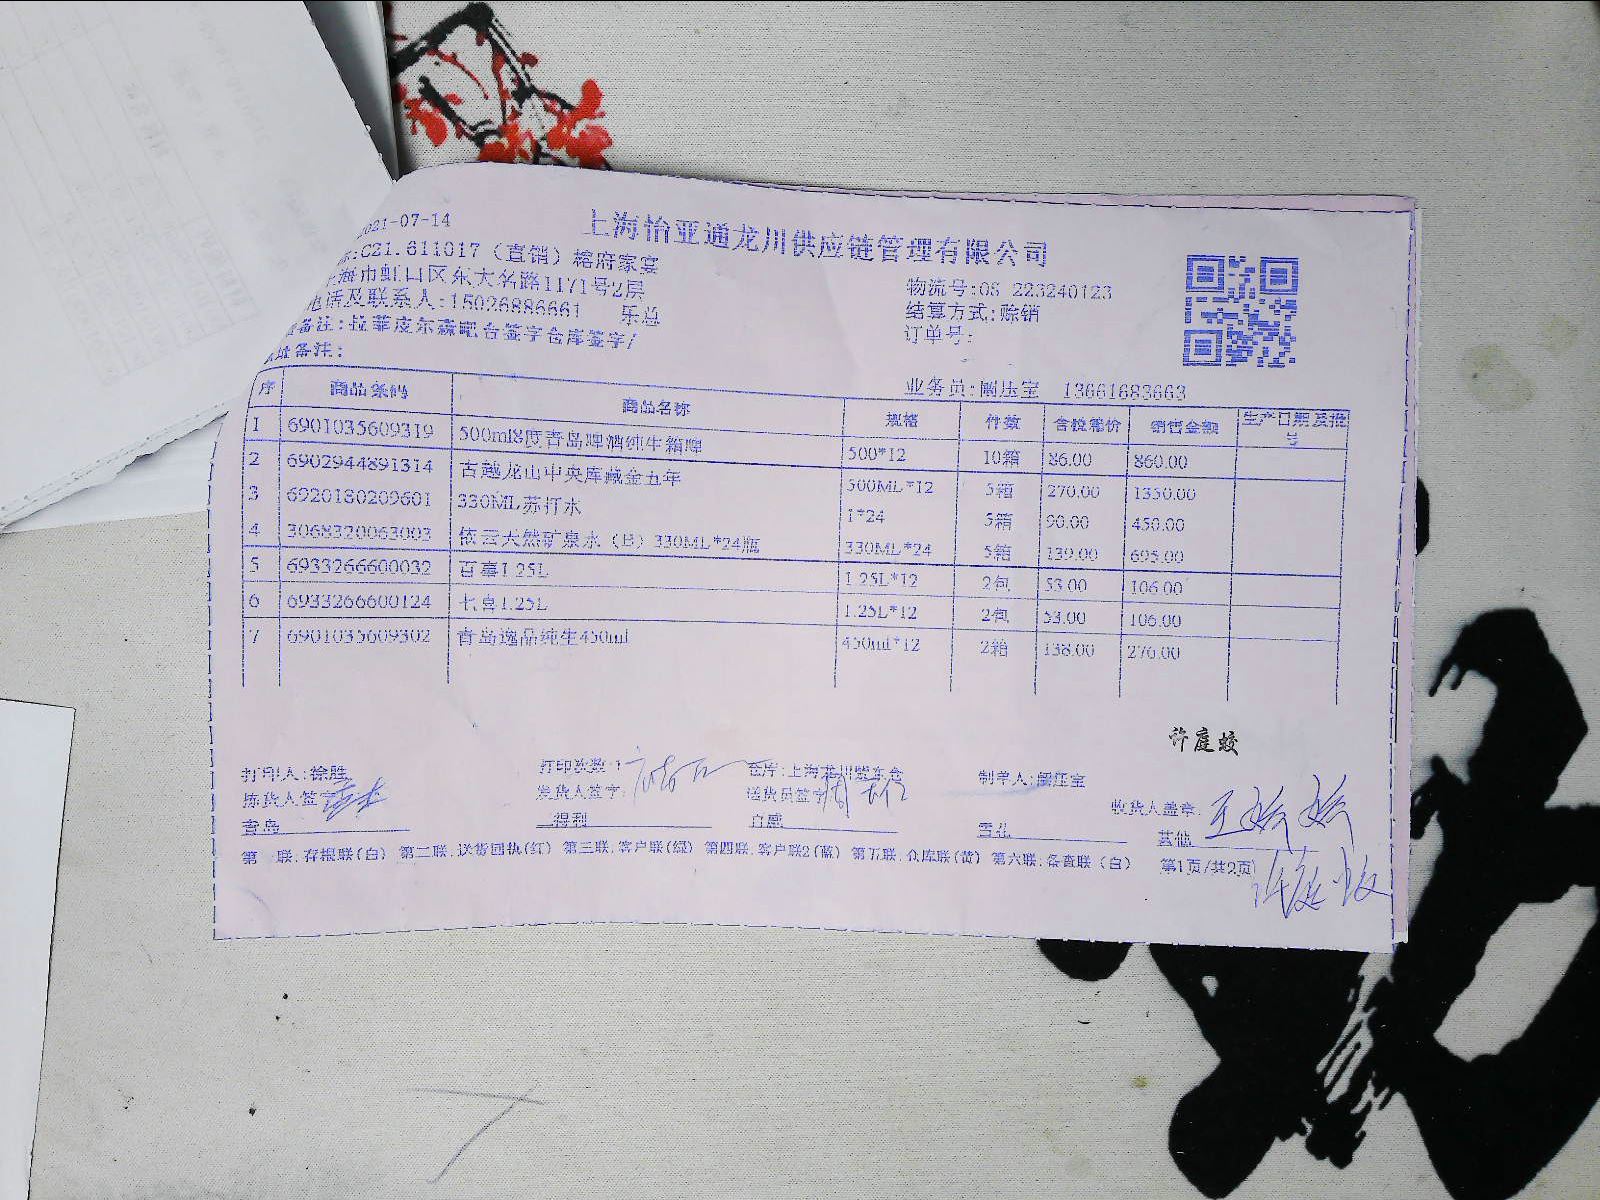 021-07-14
上海怡亚通龙川供应链管理有限公司
:C21.611017（直销）榕府家宴
上海市虹口区东大名路1171号2层
电话及联系人:15026886661 乐总
备注:拉菲皮尔森吧台签字仓库签字/
备注:
物流号:08 223240123
结算方式:赊销
订单号:
业务员:阚压宝 13661683663
序 商品条码 商品名称 规格 件数 含税箱价 销售金额 生产日期及批号
1 6901035609319 500ml8度青岛啤酒纯生箱啤 500*12 10箱 86.00 860.00
2 6902944891314 古越龙山中央库藏金五年 500ML*12 5箱 270.00 1350.00
3 6920180209601 330ML苏打水 1*24 5箱 90.00 450.00
4 3068320063003 依云天然矿泉水（B）330ML*24瓶 330ML*24 5箱 139.00 695.00
5 6933266600032 百事1.25L 1.25L*12 2包 53.00 106.00
6 6933266600124 七喜1.25L 1.25L*12 2包 53.00 106.00
7 6901035609302 青岛逸品纯生450ml 450ml*12 2箱 138.00 276.00
许庭蛟
打印人:徐胜 打印次数:1 仓库:上海龙川浦东仓 制单人:阚压宝
拣货人签字: 发货人签字: 送货员签字: 收货人盖章:
青岛 得利 百威 雪花 其他
第一联:存根联(白) 第二联:送货回执(红) 第三联:客户联(绿) 第四联:客户联2(蓝) 第五联:仓库联(黄) 第六联:备查联（白） 第1页/共2页